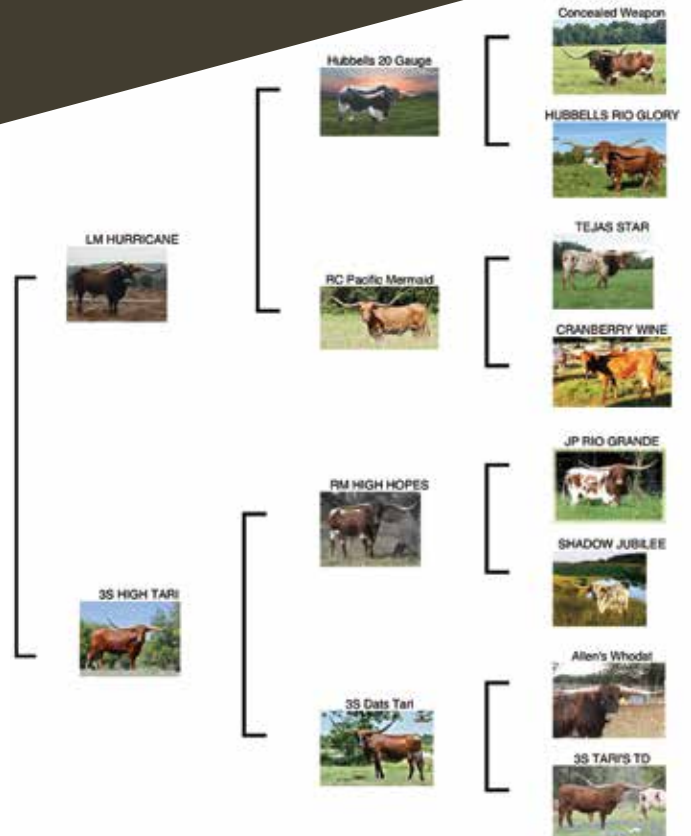 Concealed Weapon
Hubbells 20 Gauge
HUBBELLS RIO GLORY
LM HURRICANE
TEJAS STAR
RC Pacific Mermaid
CRANBERRY WINE
JP RIO GRANDE
RM HIGH HOPES
SHADOW JUBILEE
3S HIGH TARI
Allen's Whodat
3S Dats Tari
3S TARI'S TD